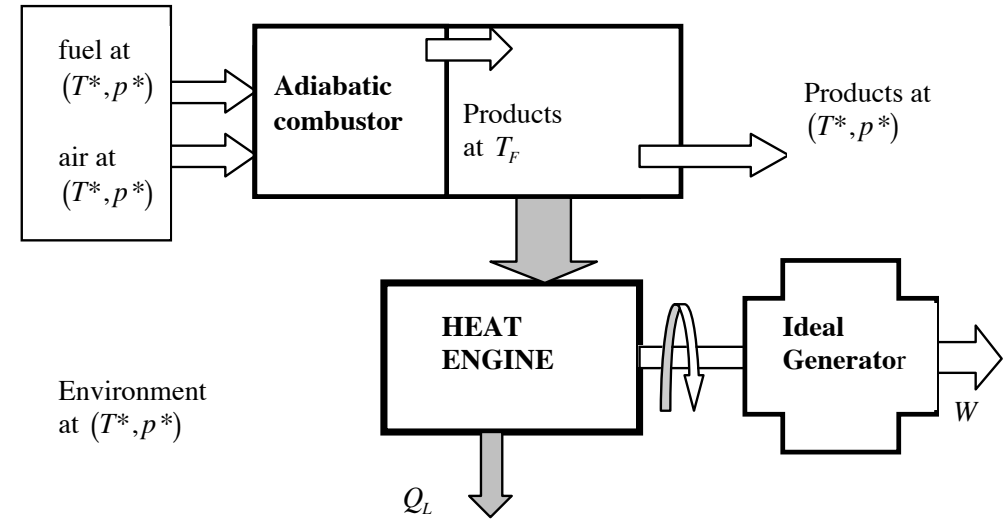 fuel at
(T*, p*)
air at
(T*, p*)
Adiabatic
combustor
Products
at T_F
Products at
(T*, p*)
HEAT
ENGINE
Ideal
Generator
W
Environment
at (T*, p*)
Q_L